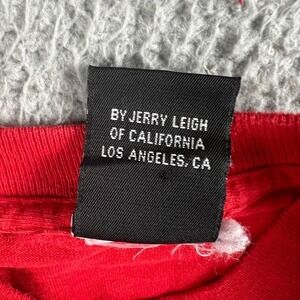 BY JERRY LEIGH
OF CALIFORNIA
LOS ANGELES, CA